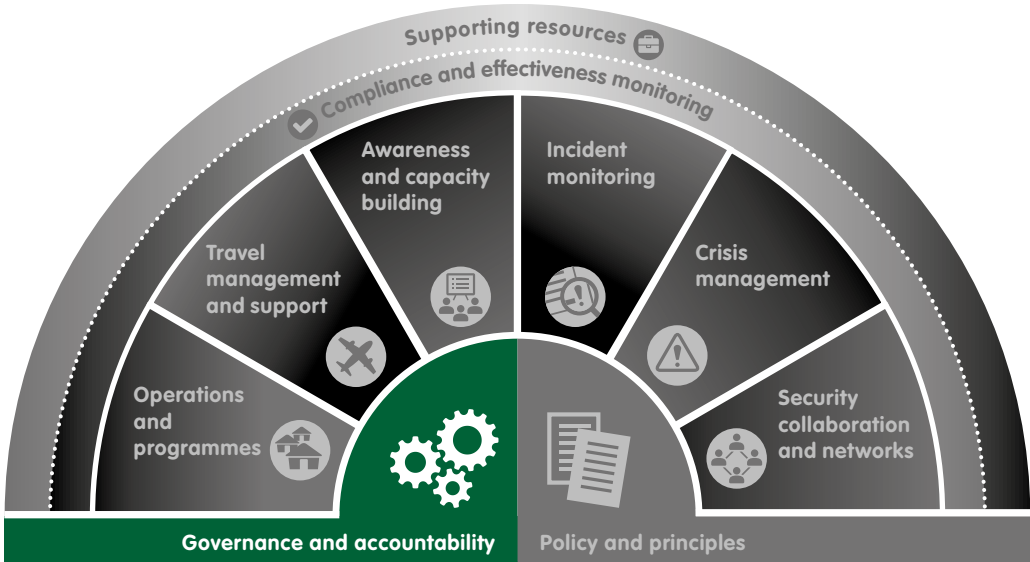 Supporting resources
Compliance and effectiveness monitoring
Awareness
and capacity
building
Incident
monitoring
Travel
management
and support
Crisis
management
Operations
and
programmes
Security
collaboration
and networks
Governance and accountability
Policy and principles